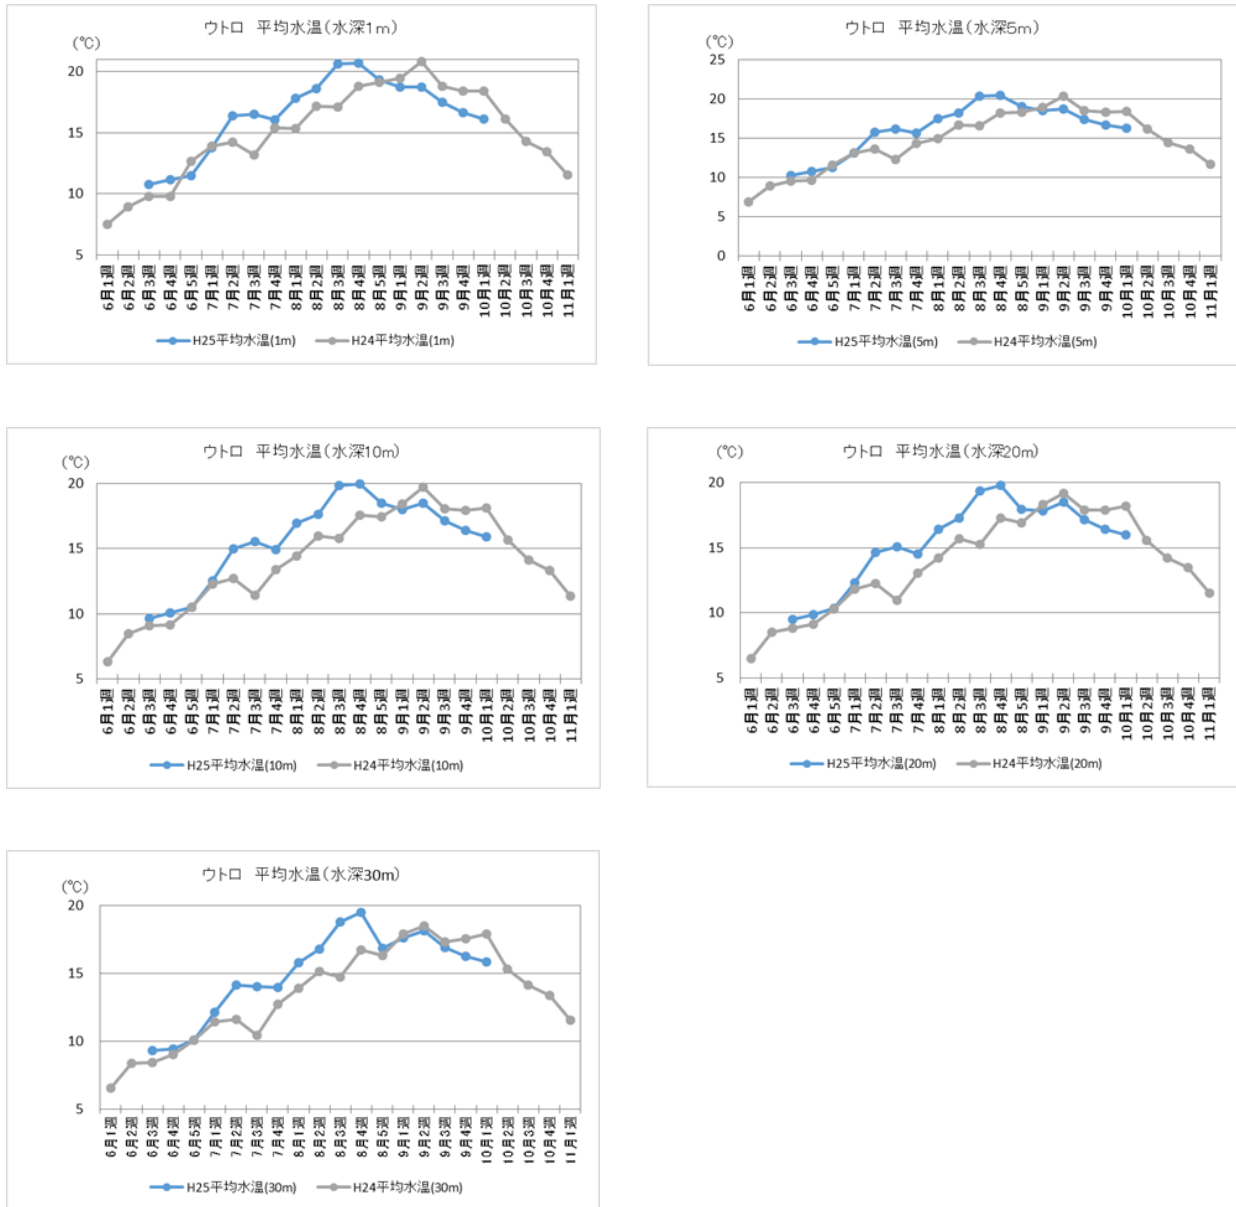 ウトロ　平均水温(水深1m)
(℃)
20
15
10
5
6月1週 6月2週 6月3週 6月4週 6月5週 7月1週 7月2週 7月3週 7月4週 8月1週 8月2週 8月3週 8月4週 8月5週 9月1週 9月2週 9月3週 9月4週 10月1週 10月2週 10月3週 10月4週 11月1週
H25平均水温(1m) H24平均水温(1m)
ウトロ　平均水温(水深5m)
(℃)
25
20
15
10
5
0
6月1週 6月2週 6月3週 6月4週 6月5週 7月1週 7月2週 7月3週 7月4週 8月1週 8月2週 8月3週 8月4週 8月5週 9月1週 9月2週 9月3週 9月4週 10月1週 10月2週 10月3週 10月4週 11月1週
H25平均水温(5m) H24平均水温(5m)
ウトロ　平均水温(水深10m)
(℃)
20
15
10
5
6月1週 6月2週 6月3週 6月4週 6月5週 7月1週 7月2週 7月3週 7月4週 8月1週 8月2週 8月3週 8月4週 8月5週 9月1週 9月2週 9月3週 9月4週 10月1週 10月2週 10月3週 10月4週 11月1週
H25平均水温(10m) H24平均水温(10m)
ウトロ　平均水温(水深20m)
(℃)
20
15
10
5
6月1週 6月2週 6月3週 6月4週 6月5週 7月1週 7月2週 7月3週 7月4週 8月1週 8月2週 8月3週 8月4週 8月5週 9月1週 9月2週 9月3週 9月4週 10月1週 10月2週 10月3週 10月4週 11月1週
H25平均水温(20m) H24平均水温(20m)
ウトロ　平均水温(水深30m)
(℃)
20
15
10
5
6月1週 6月2週 6月3週 6月4週 6月5週 7月1週 7月2週 7月3週 7月4週 8月1週 8月2週 8月3週 8月4週 8月5週 9月1週 9月2週 9月3週 9月4週 10月1週 10月2週 10月3週 10月4週 11月1週
H25平均水温(30m) H24平均水温(30m)